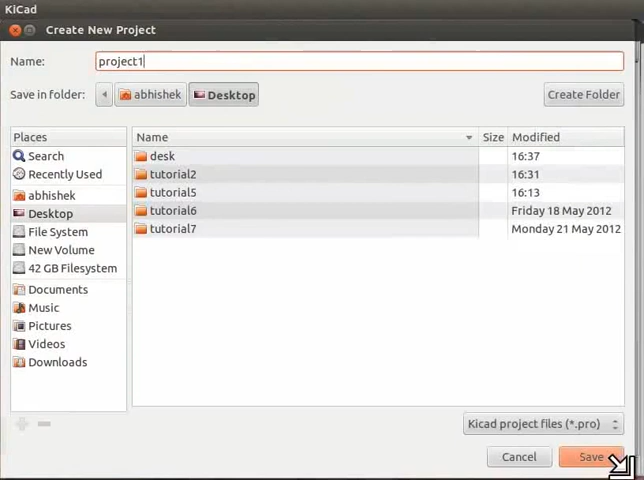 KiCad
Create New Project
Name: project1
Save in folder: abhishek Desktop Create Folder
Places
Search
Recently Used
abhishek
Desktop
File System
New Volume
42 GB Filesystem
Documents
Music
Pictures
Videos
Downloads
Name Size Modified
desk 16:37
tutorial2 16:31
tutorial5 16:13
tutorial6 Friday 18 May 2012
tutorial7 Monday 21 May 2012
Kicad project files (*.pro)
Cancel Save